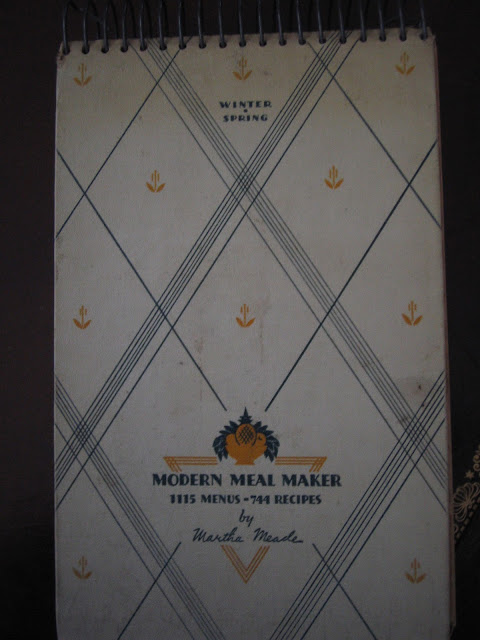 WINTER
SPRING
MODERN MEAL MAKER
1115 MENUS - 744 RECIPES
by
Martha Meade